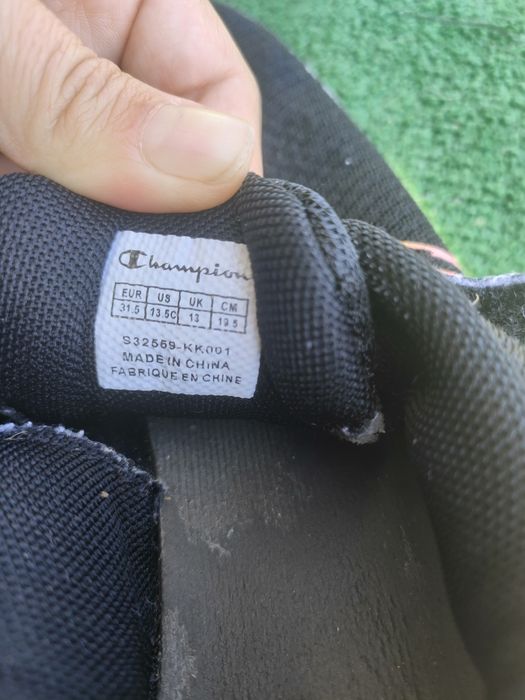 Champion
EUR US UK CM
31.5 13.5C 13 19.5
S32559-KK001
MADE IN CHINA
FABRIQUE EN CHINE